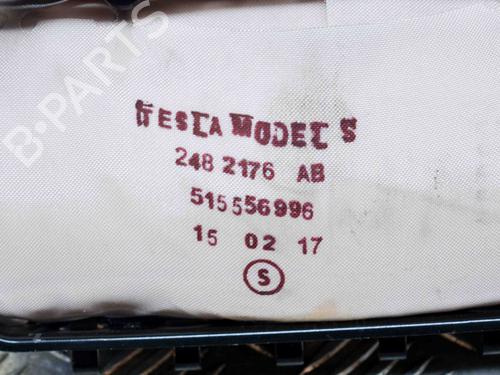 B-PARTS
TESLA MODEL S
248 2176 AB
515556996
15 02 17
S